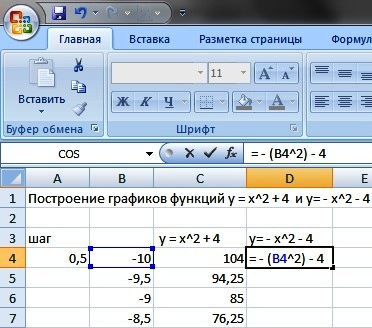 Главная Вставка Разметка страницы Формул
Вставить
11 A A
Ж К Ч
Буфер обмена Шрифт
COS = - (B4^2) - 4
A B C D E
1 Построение графиков функций y = x^2 + 4 и y= - x^2 - 4
2
3 шаг y = x^2 + 4 y= - x^2 - 4
4 0,5 -10 104 = - (B4^2) - 4
5 -9,5 94,25
6 -9 85
7 -8,5 76,25